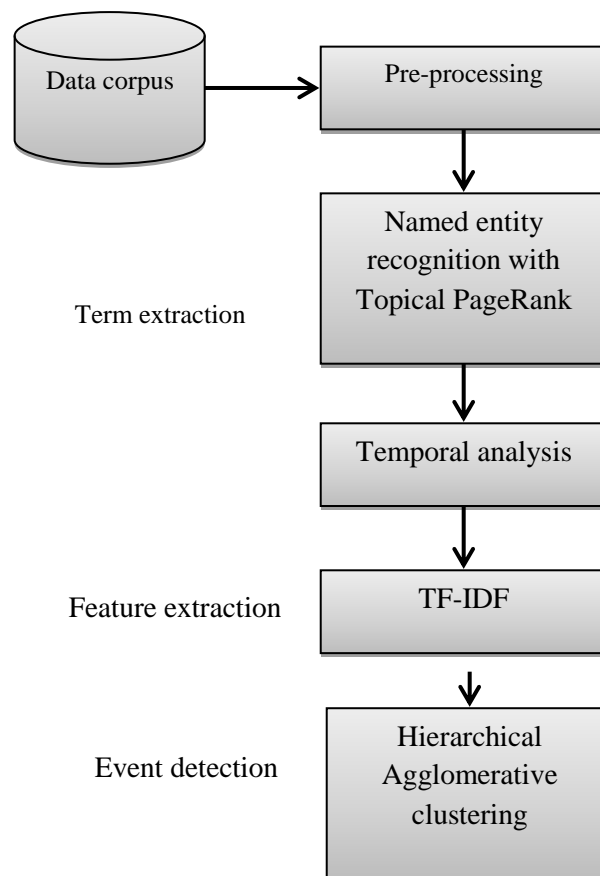 Data corpus
Pre-processing
Named entity
recognition with
Topical PageRank
Term extraction
Temporal analysis
Feature extraction
TF-IDF
Event detection
Hierarchical
Agglomerative
clustering